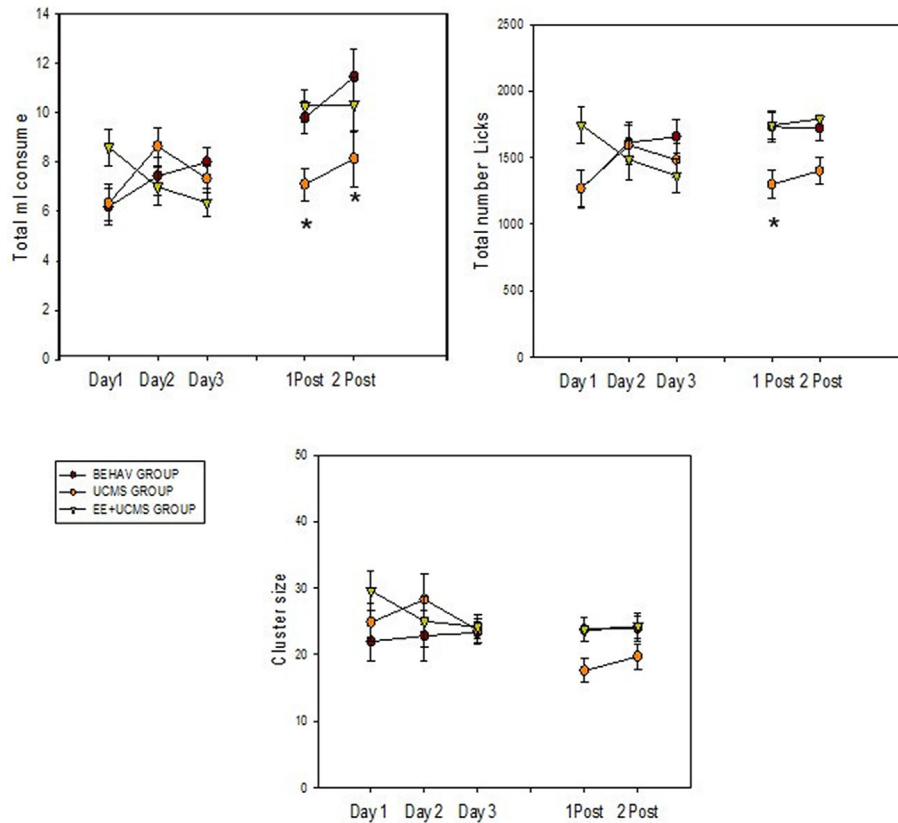 14
12
10
8
6
4
2
0
Total ml consume
Day1 Day2 Day3 1Post 2 Post
*
*
2500
2000
1500
1000
500
0
Total number Licks
Day 1 Day 2 Day 3 1 Post 2 Post
*
BEHAV GROUP
UCMS GROUP
EE+UCMS GROUP
50
40
30
20
10
0
Cluster size
Day 1 Day 2 Day 3 1Post 2 Post